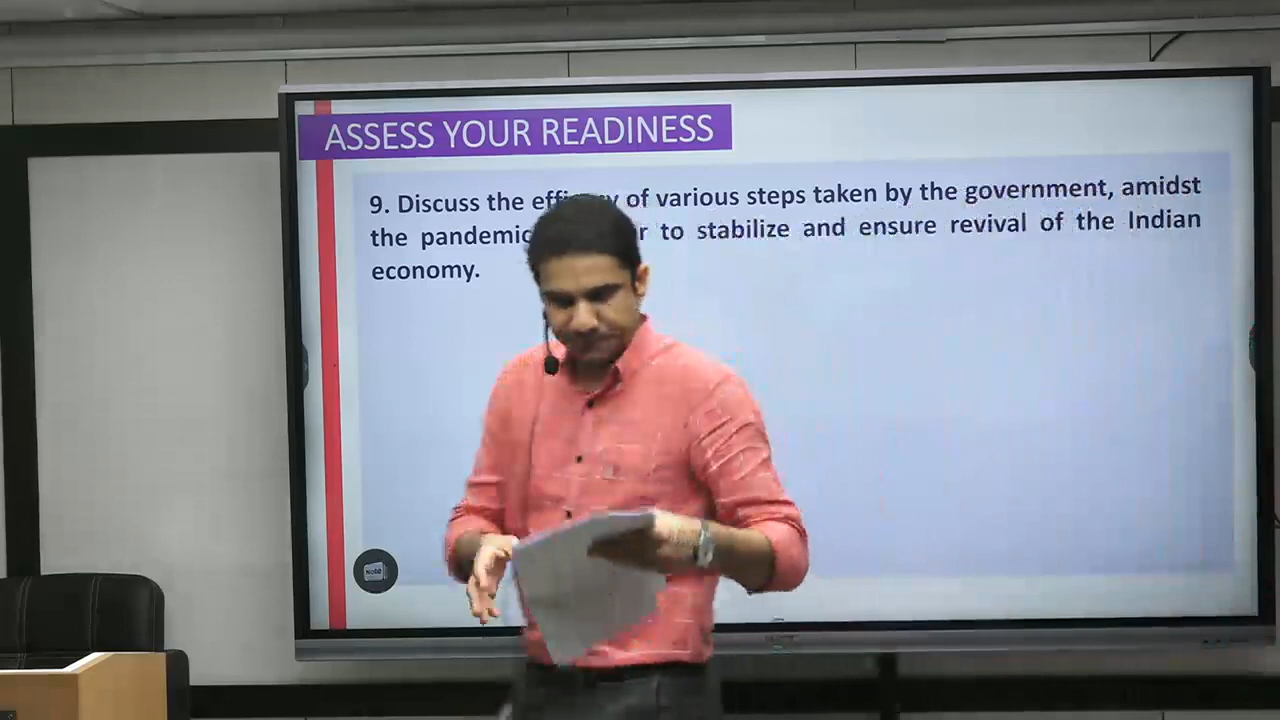 ASSESS YOUR READINESS
9. Discuss the of various steps taken by the government, amidst
the pandemic to stabilize and ensure revival of the Indian
economy.
Note